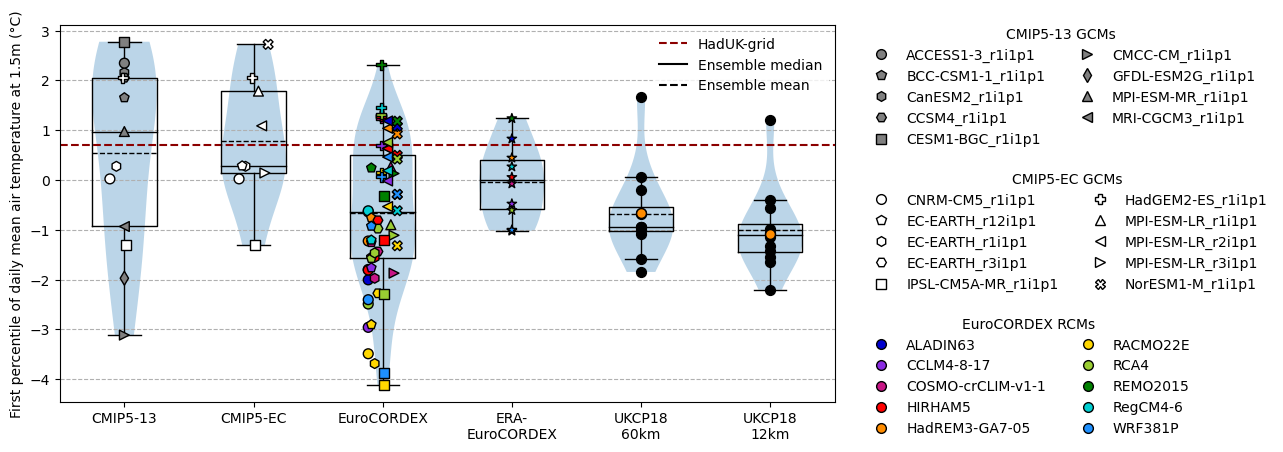 First percentile of daily mean air temperature at 1.5m (°C)
3
2
1
0
−1
−2
−3
−4
HadUK-grid
Ensemble median
Ensemble mean
CMIP5-13
CMIP5-EC
EuroCORDEX
ERA-
EuroCORDEX
UKCP18
60km
UKCP18
12km
CMIP5-13 GCMs
ACCESS1-3_r1i1p1
BCC-CSM1-1_r1i1p1
CanESM2_r1i1p1
CCSM4_r1i1p1
CESM1-BGC_r1i1p1
CMCC-CM_r1i1p1
GFDL-ESM2G_r1i1p1
MPI-ESM-MR_r1i1p1
MRI-CGCM3_r1i1p1
CMIP5-EC GCMs
CNRM-CM5_r1i1p1
EC-EARTH_r12i1p1
EC-EARTH_r1i1p1
EC-EARTH_r3i1p1
IPSL-CM5A-MR_r1i1p1
HadGEM2-ES_r1i1p1
MPI-ESM-LR_r1i1p1
MPI-ESM-LR_r2i1p1
MPI-ESM-LR_r3i1p1
NorESM1-M_r1i1p1
EuroCORDEX RCMs
ALADIN63
CCLM4-8-17
COSMO-crCLIM-v1-1
HIRHAM5
HadREM3-GA7-05
RACMO22E
RCA4
REMO2015
RegCM4-6
WRF381P